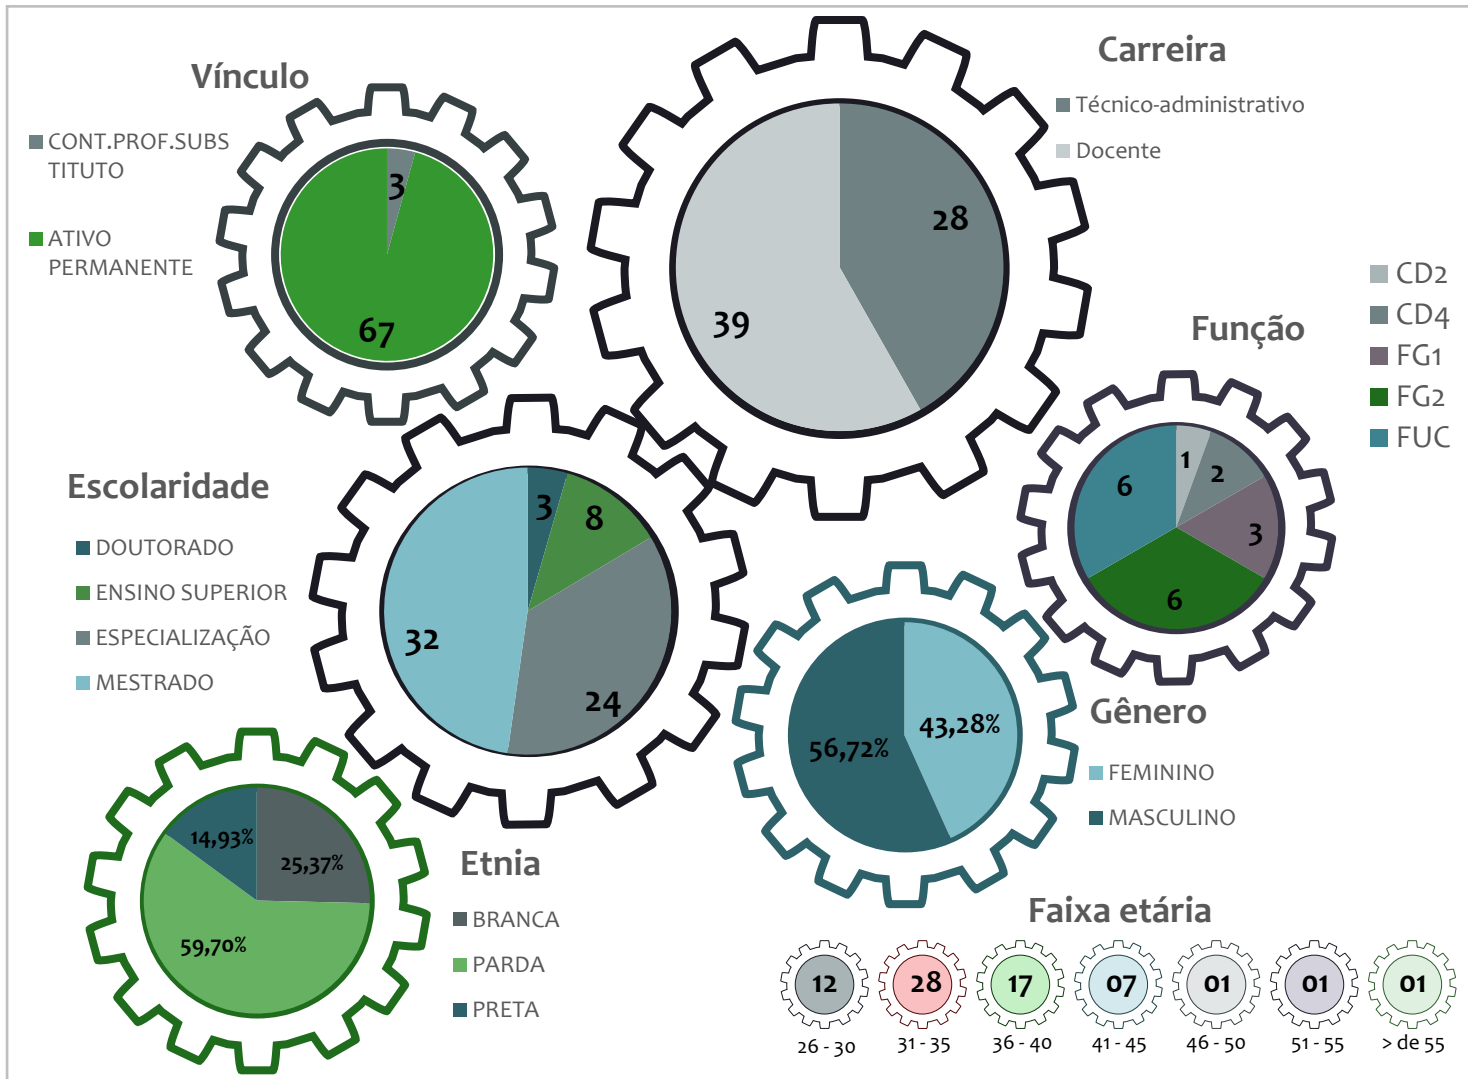 Vínculo
CONT.PROF.SUBS
TITUTO
ATIVO
PERMANENTE
3
67
Carreira
Técnico-administrativo
Docente
28
39
Função
CD2
CD4
FG1
FG2
FUC
1
2
3
6
6
Escolaridade
DOUTORADO
ENSINO SUPERIOR
ESPECIALIZAÇÃO
MESTRADO
3
8
24
32
Gênero
FEMININO
MASCULINO
43,28%
56,72%
Etnia
BRANCA
PARDA
PRETA
14,93%
25,37%
59,70%
Faixa etária
12
28
17
07
01
01
01
26 - 30
31 - 35
36 - 40
41 - 45
46 - 50
51 - 55
> de 55